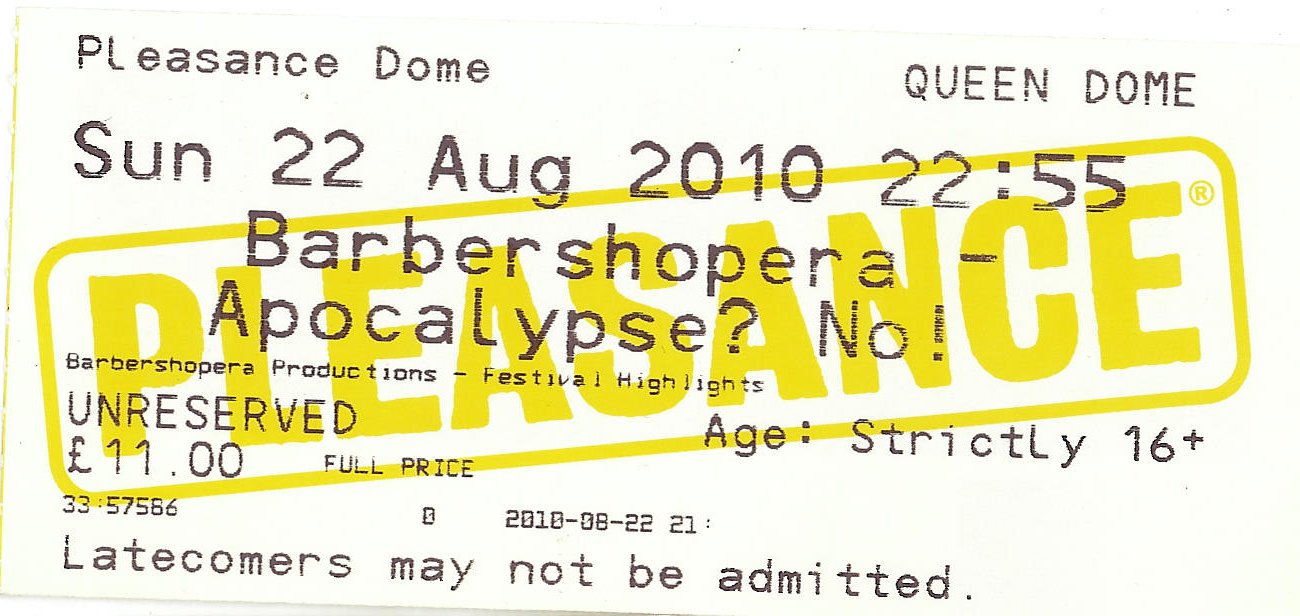 Pleasance Dome
QUEEN DOME
Sun 22 Aug 2010 22:55
Barbershopera -
Apocalypse? No!
Barbershopera Productions - Festival Highlights
UNRESERVED
Age: Strictly 16+
£11.00 FULL PRICE
33:57586 0 2010-08-22 21:
Latecomers may not be admitted.
PLEASANCE®